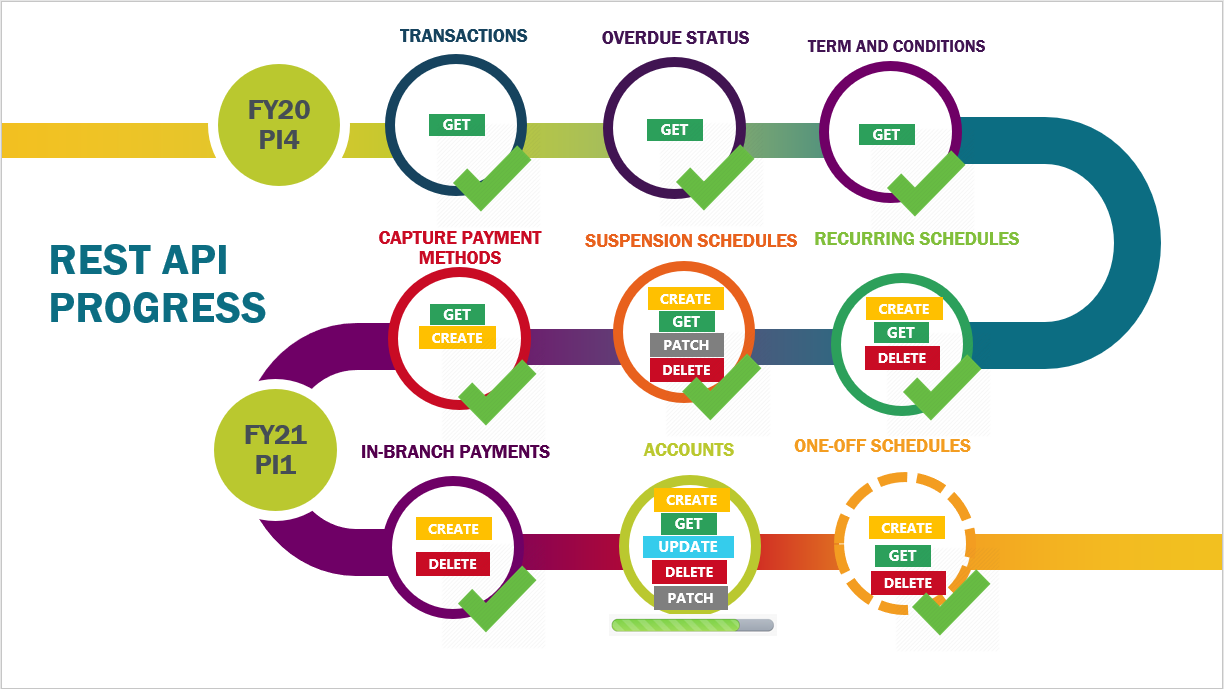 TRANSACTIONS
OVERDUE STATUS
TERM AND CONDITIONS
FY20
PI4
GET
GET
GET
REST API
PROGRESS
CAPTURE PAYMENT
METHODS
SUSPENSION SCHEDULES
RECURRING SCHEDULES
GET
CREATE
CREATE
GET
PATCH
DELETE
CREATE
GET
DELETE
FY21
PI1
IN-BRANCH PAYMENTS
ACCOUNTS
ONE-OFF SCHEDULES
CREATE
DELETE
CREATE
GET
UPDATE
DELETE
PATCH
CREATE
GET
DELETE